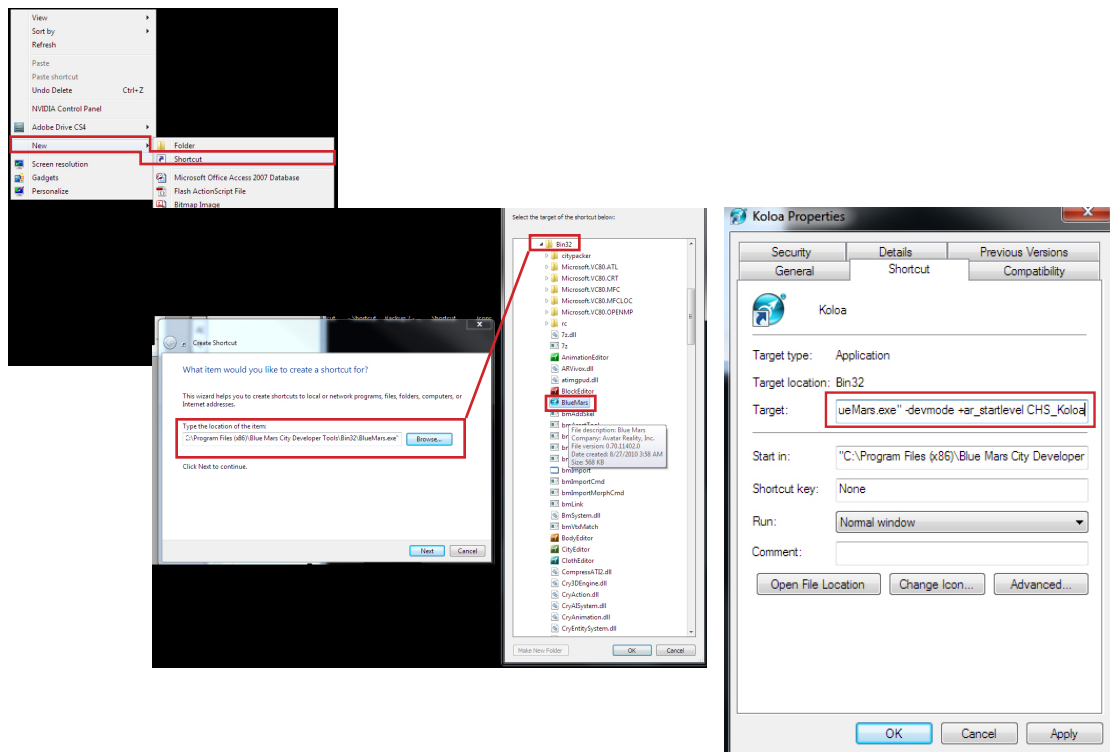 View
Sort by
Refresh
Paste
Paste shortcut
Undo Delete Ctrl+Z
NVIDIA Control Panel
Adobe Drive CS4
New
Screen resolution
Gadgets
Personalize
Folder
Shortcut
Microsoft Office Access 2007 Database
Flash ActionScript File
Bitmap Image
Create Shortcut
What item would you like to create a shortcut for?
This wizard helps you to create shortcuts to local or network programs, files, folders, computers, or
Internet addresses.
Type the location of the item:
C:\Program Files (x86)\Blue Mars City Developer Tools\Bin32\BlueMars.exe"
Browse...
Click Next to continue.
Next Cancel
Select the target of the shortcut below:
Bin32
citypacker
Microsoft.VC80.ATL
Microsoft.VC80.CRT
Microsoft.VC80.MFC
Microsoft.VC80.MFCLOC
Microsoft.VC80.OPENMP
rc
7z.dll
7z
AnimationEditor
ARVivox.dll
atimgpud.dll
BlockEditor
BlueMars
bmAddSkel
File description: Blue Mars
Company: Avatar Reality, Inc.
File version: 0.70.11402.0
Date created: 8/27/2010 3:58 AM
Size: 568 KB
bmImport
bmImportCmd
bmImportMorphCmd
bmLink
BmSystem.dll
bmVtxMatch
BodyEditor
CityEditor
ClothEditor
CompressATI2.dll
Cry3DEngine.dll
CryAction.dll
CryAISystem.dll
CryAnimation.dll
CryEntitySystem.dll
Make New Folder OK Cancel
Koloa Properties
Security Details Previous Versions
General Shortcut Compatibility
Koloa
Target type: Application
Target location: Bin32
Target: ueMars.exe" -devmode +ar_startlevel CHS_Koloa
Start in: "C:\Program Files (x86)\Blue Mars City Developer
Shortcut key: None
Run: Normal window
Comment:
Open File Location Change Icon... Advanced...
OK Cancel Apply